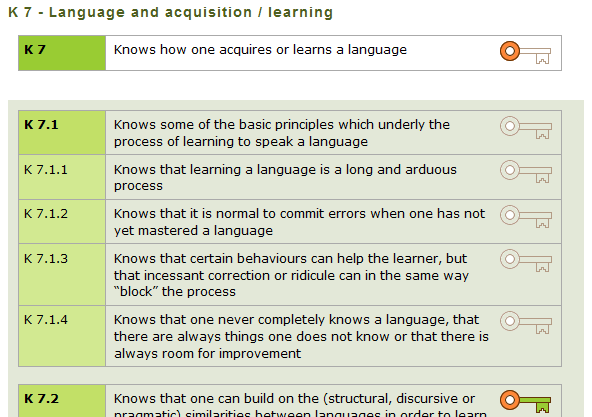 K 7 - Language and acquisition / learning
K 7 Knows how one acquires or learns a language
K 7.1 Knows some of the basic principles which underly the
process of learning to speak a language
K 7.1.1 Knows that learning a language is a long and arduous
process
K 7.1.2 Knows that it is normal to commit errors when one has not
yet mastered a language
K 7.1.3 Knows that certain behaviours can help the learner, but
that incessant correction or ridicule can in the same way
“block” the process
K 7.1.4 Knows that one never completely knows a language, that
there are always things one does not know or that there is
always room for improvement
K 7.2 Knows that one can build on the (structural, discursive or
pragmatic) similarities between languages in order to learn